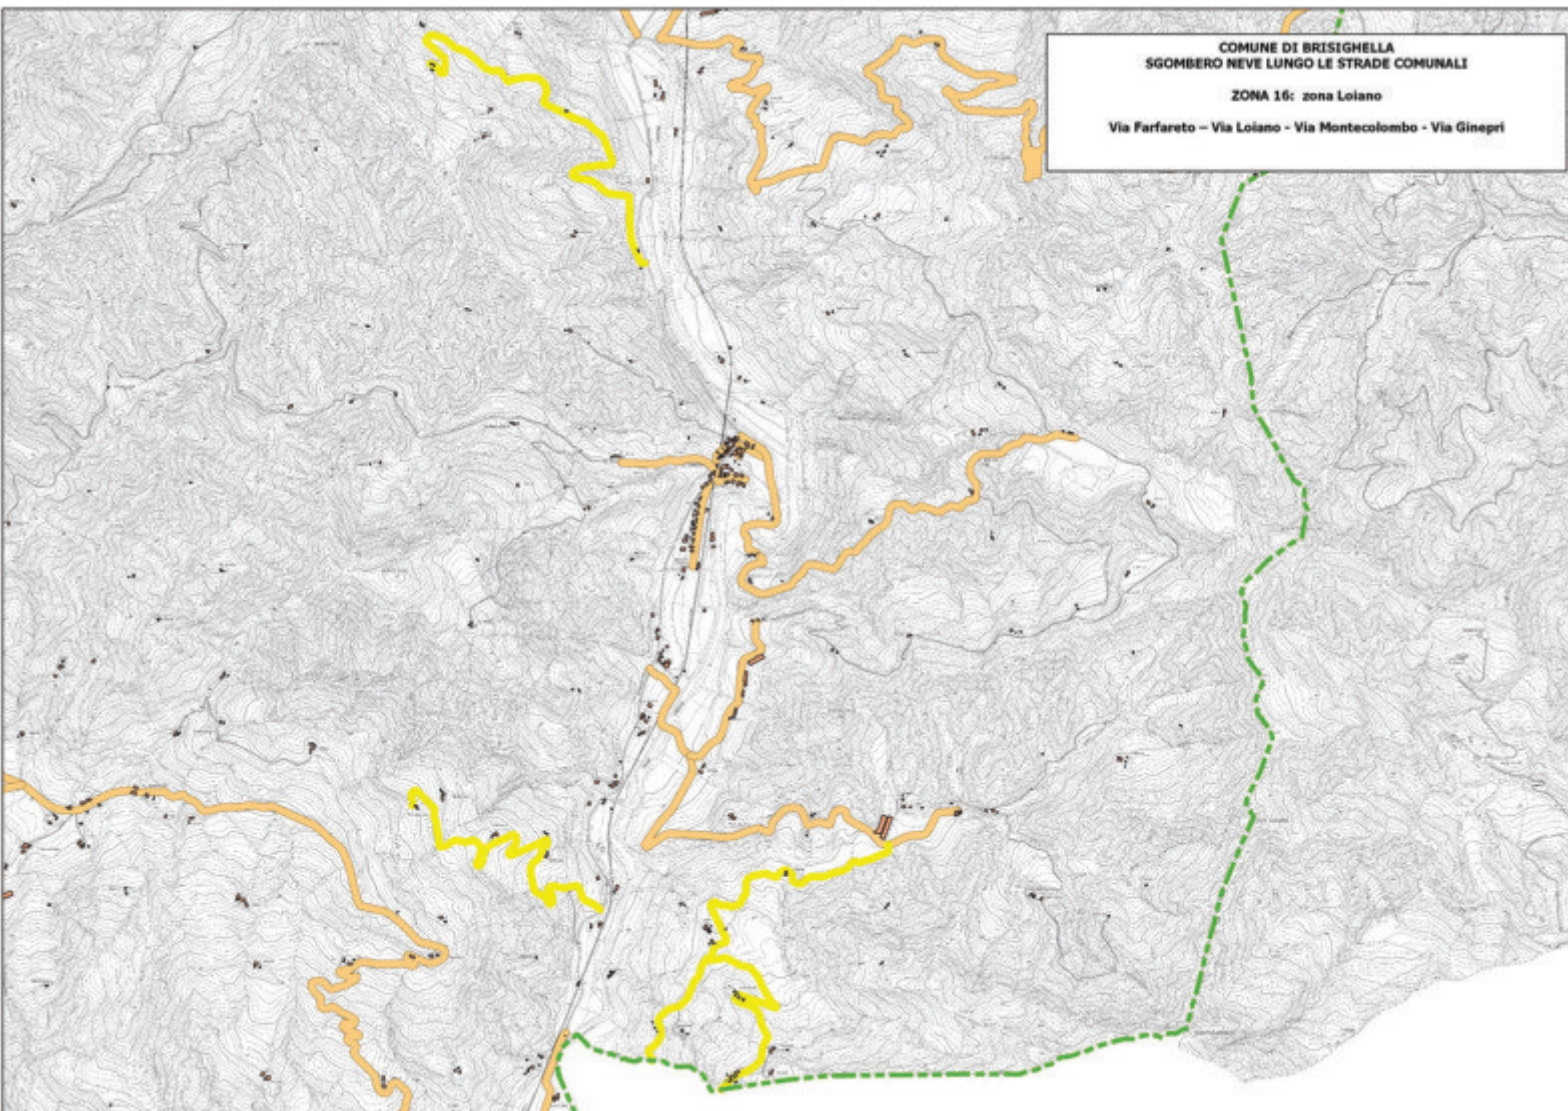 COMUNE DI BRISIGHELLA
SGOMBERO NEVE LUNGO LE STRADE COMUNALI
ZONA 16: zona Loiano
Via Farfareto – Via Loiano - Via Montecolombo - Via Ginepri